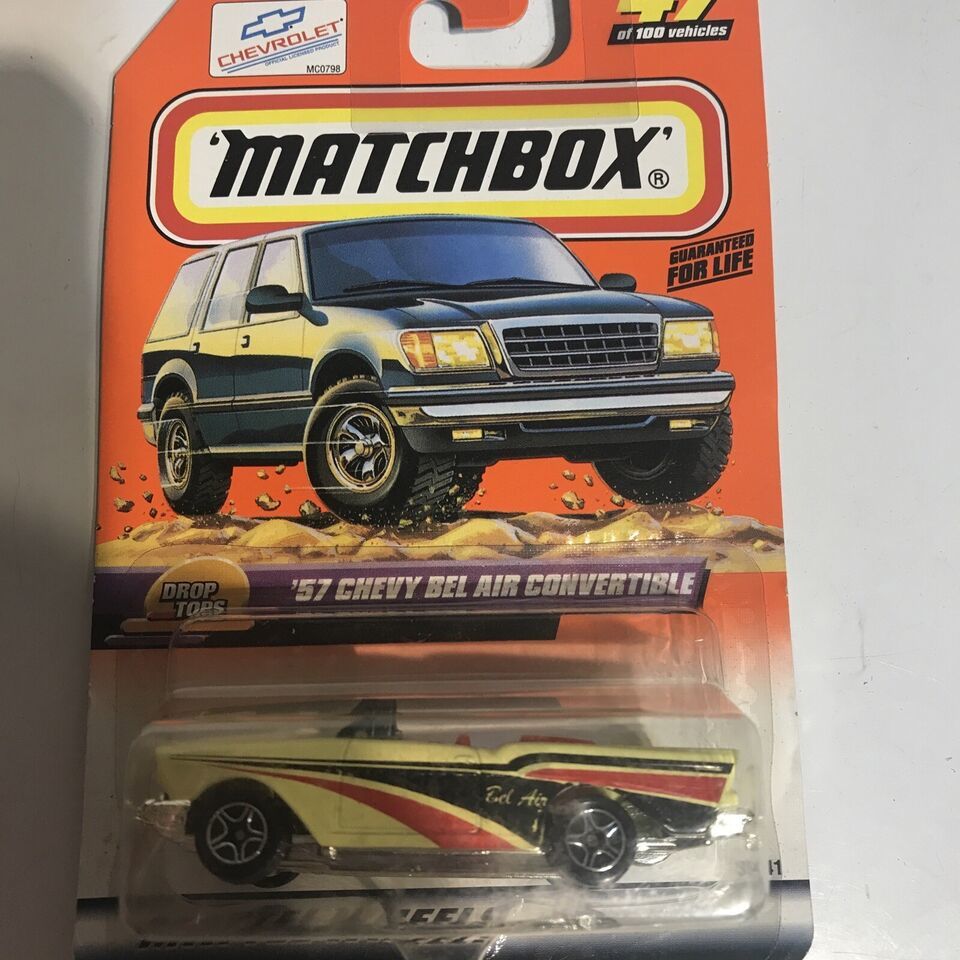 CHEVROLET
OFFICIAL LICENSED PRODUCT
MC0798
47
of 100 vehicles
'MATCHBOX'®
GUARANTEED
FOR LIFE
DROP
TOPS
'57 CHEVY BEL AIR CONVERTIBLE
Bel Air